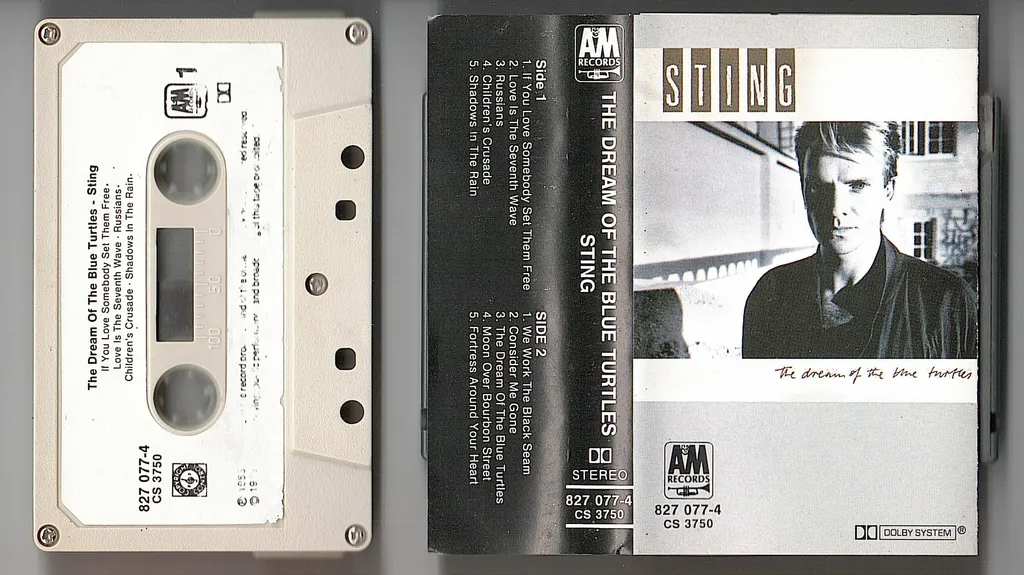 A&M
1
The Dream Of The Blue Turtles - Sting
If You Love Somebody Set Them Free·
Love Is The Seventh Wave · Russians·
Children's Crusade · Shadows In The Rain·
0
50
100
827 077-4
CS 3750
Side 1
1. If You Love Somebody Set Them Free
2. Love Is The Seventh Wave
3. Russians
4. Children's Crusade
5. Shadows In The Rain
SIDE 2
1. We Work The Black Seam
2. Consider Me Gone
3. The Dream Of The Blue Turtles
4. Moon Over Bourbon Street
5. Fortress Around Your Heart
A&M
RECORDS
THE DREAM OF THE BLUE TURTLES
STING
STEREO
827 077-4
CS 3750
STING
the dream of the blue turtles
A&M
RECORDS
827 077-4
CS 3750
DOLBY SYSTEM®